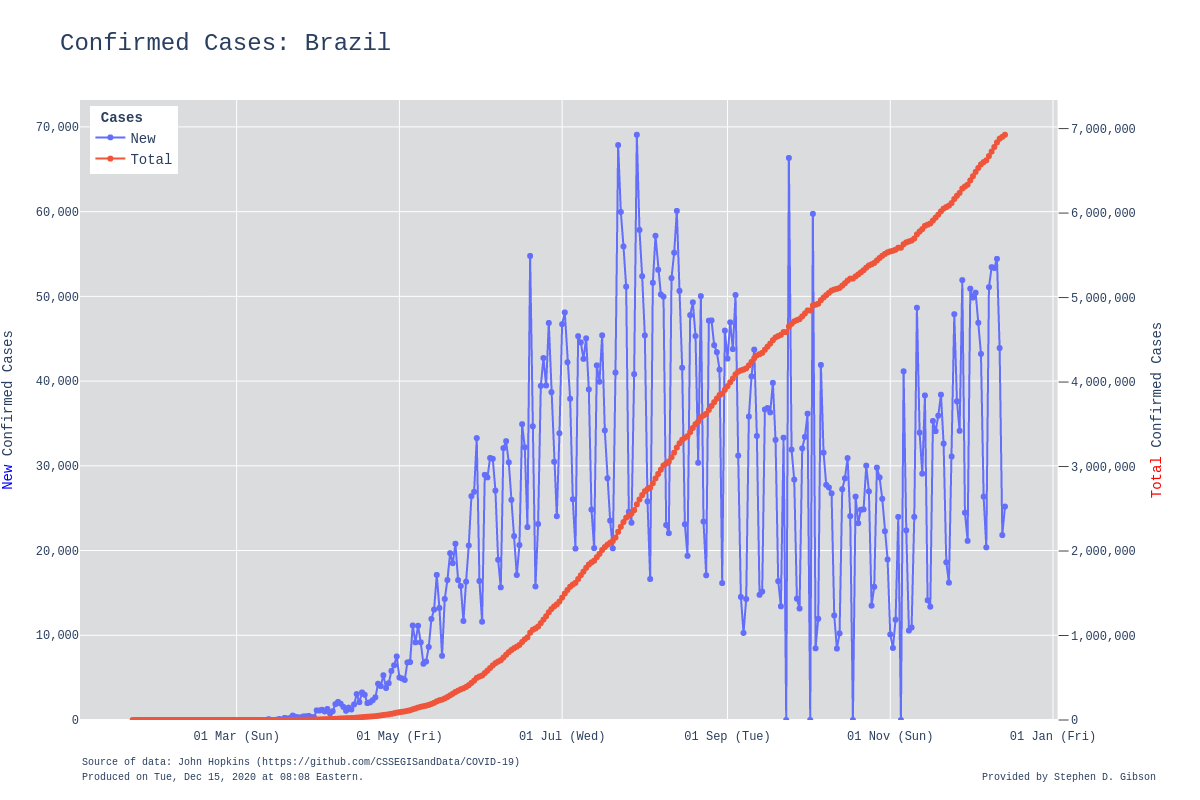 Confirmed Cases: Brazil
Cases
New
Total
70,000
60,000
50,000
40,000
30,000
20,000
10,000
0
7,000,000
6,000,000
5,000,000
4,000,000
3,000,000
2,000,000
1,000,000
0
New Confirmed Cases
Total Confirmed Cases
01 Mar (Sun)
01 May (Fri)
01 Jul (Wed)
01 Sep (Tue)
01 Nov (Sun)
01 Jan (Fri)
Source of data: John Hopkins (https://github.com/CSSEGISandData/COVID-19)
Produced on Tue, Dec 15, 2020 at 08:08 Eastern.
Provided by Stephen D. Gibson